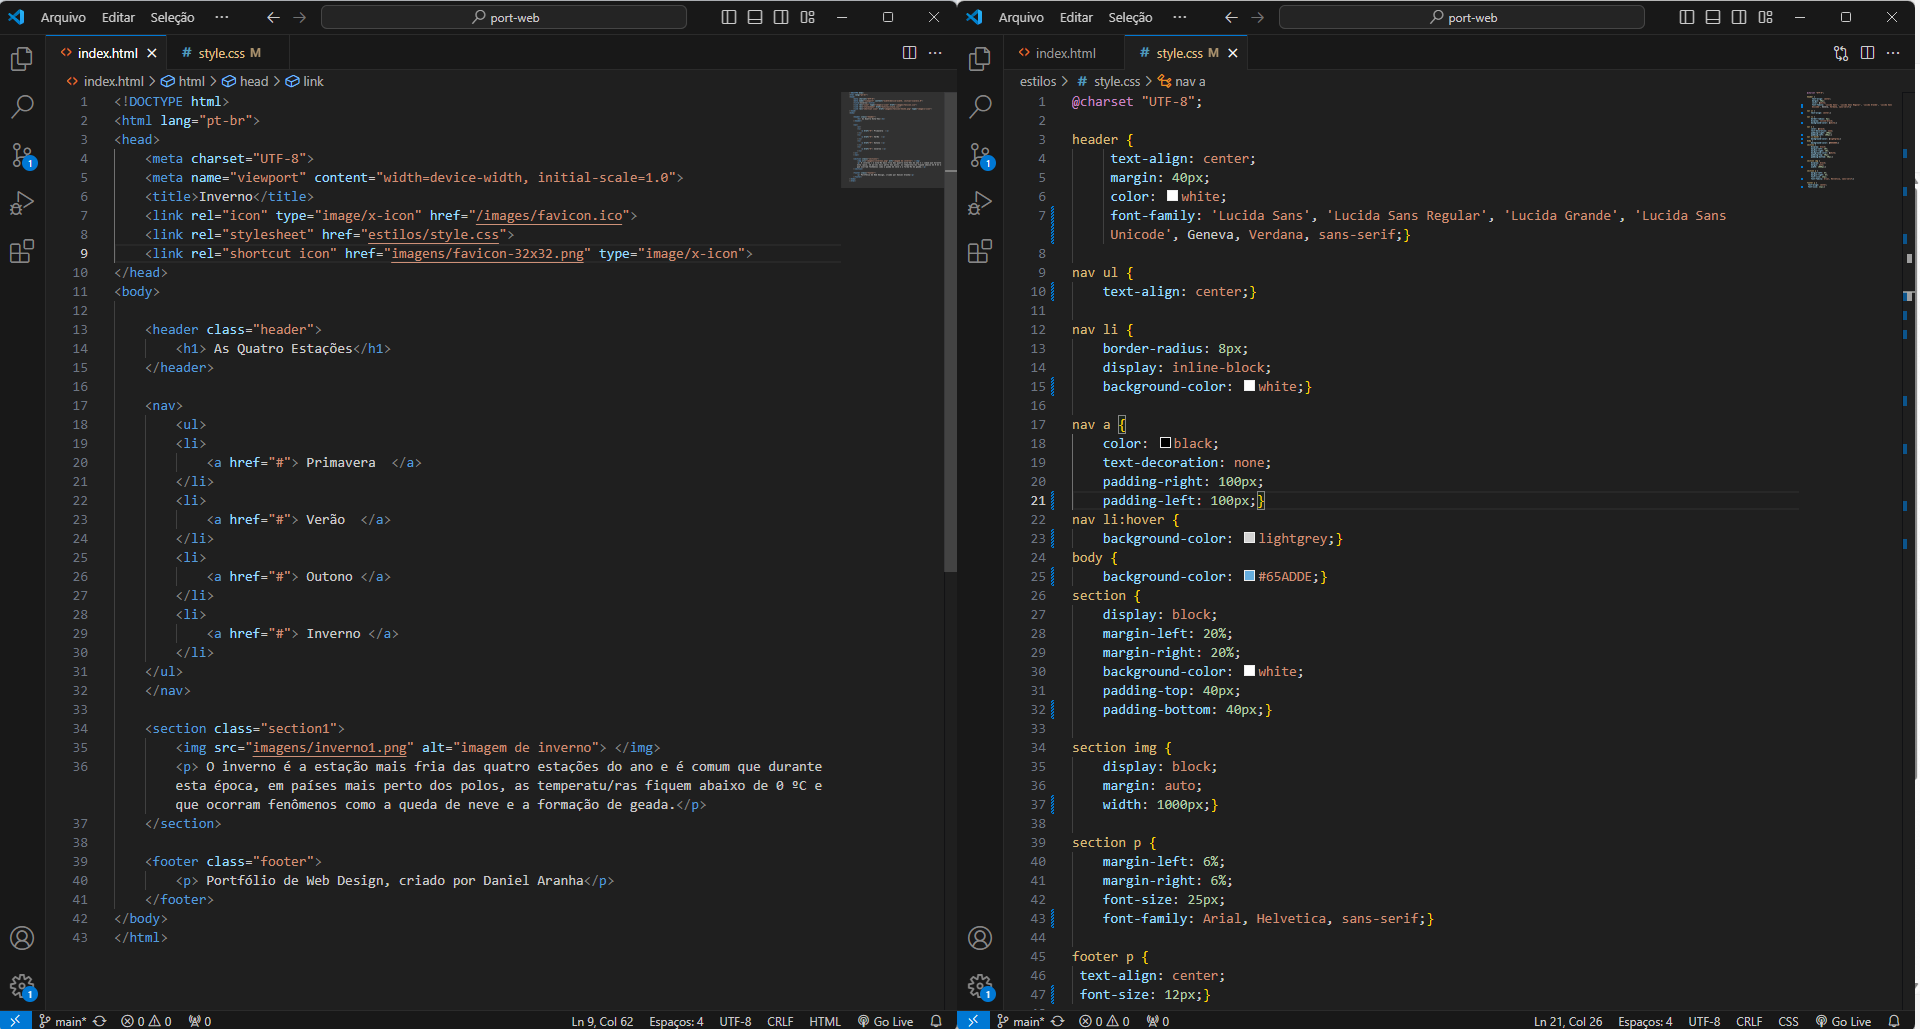 Arquivo Editar Seleção ··· port-web
index.html style.css M
index.html > html > head > link
1 <!DOCTYPE html>
2 <html lang="pt-br">
3 <head>
4 <meta charset="UTF-8">
5 <meta name="viewport" content="width=device-width, initial-scale=1.0">
6 <title>Inverno</title>
7 <link rel="icon" type="image/x-icon" href="/images/favicon.ico">
8 <link rel="stylesheet" href="estilos/style.css">
9 <link rel="shortcut icon" href="imagens/favicon-32x32.png" type="image/x-icon">
10 </head>
11 <body>
12
13 <header class="header">
14 <h1> As Quatro Estações</h1>
15 </header>
16
17 <nav>
18 <ul>
19 <li>
20 <a href="#"> Primavera  </a>
21 </li>
22 <li>
23 <a href="#"> Verão  </a>
24 </li>
25 <li>
26 <a href="#"> Outono </a>
27 </li>
28 <li>
29 <a href="#"> Inverno </a>
30 </li>
31 </ul>
32 </nav>
33
34 <section class="section1">
35 <img src="imagens/inverno1.png" alt="imagem de inverno"> </img>
36 <p> O inverno é a estação mais fria das quatro estações do ano e é comum que durante
esta época, em países mais perto dos polos, as temperatu/ras fiquem abaixo de 0 ºC e
que ocorram fenômenos como a queda de neve e a formação de geada.</p>
37 </section>
38
39 <footer class="footer">
40 <p> Portfólio de Web Design, criado por Daniel Aranha</p>
41 </footer>
42 </body>
43 </html>
1
1
main* 0 0 0 Ln 9, Col 62 Espaços: 4 UTF-8 CRLF HTML Go Live
Arquivo Editar Seleção ··· port-web
index.html style.css M
estilos > style.css > nav a
1 @charset "UTF-8";
2
3 header {
4 text-align: center;
5 margin: 40px;
6 color: white;
7 font-family: 'Lucida Sans', 'Lucida Sans Regular', 'Lucida Grande', 'Lucida Sans
Unicode', Geneva, Verdana, sans-serif;}
8
9 nav ul {
10 text-align: center;}
11
12 nav li {
13 border-radius: 8px;
14 display: inline-block;
15 background-color: white;}
16
17 nav a {
18 color: black;
19 text-decoration: none;
20 padding-right: 100px;
21 padding-left: 100px;}
22 nav li:hover {
23 background-color: lightgrey;}
24 body {
25 background-color: #65ADDE;}
26 section {
27 display: block;
28 margin-left: 20%;
29 margin-right: 20%;
30 background-color: white;
31 padding-top: 40px;
32 padding-bottom: 40px;}
33
34 section img {
35 display: block;
36 margin: auto;
37 width: 1000px;}
38
39 section p {
40 margin-left: 6%;
41 margin-right: 6%;
42 font-size: 25px;
43 font-family: Arial, Helvetica, sans-serif;}
44
45 footer p {
46 text-align: center;
47 font-size: 12px;}
1
1
main* 0 0 0 Ln 21, Col 26 Espaços: 4 UTF-8 CRLF CSS Go Live